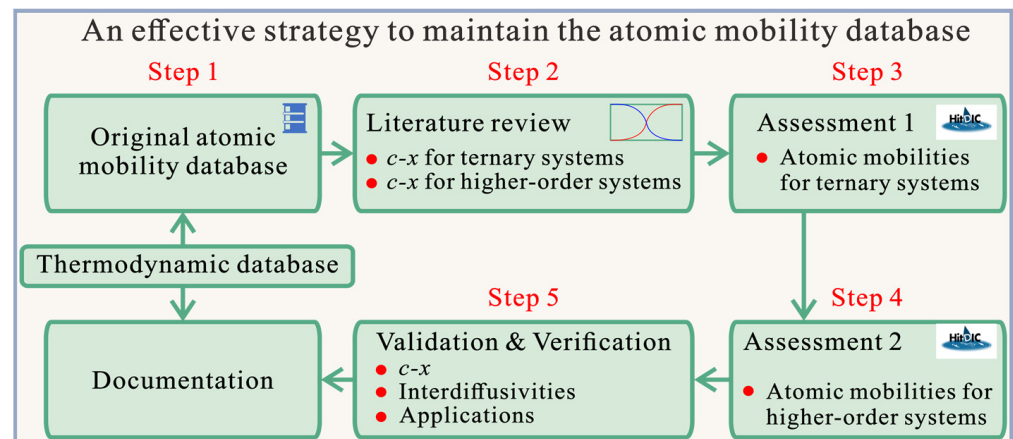 An effective strategy to maintain the atomic mobility database
Step 1
Step 2
Step 3
Original atomic
mobility database
Literature review
c-x for ternary systems
c-x for higher-order systems
HitDIC
Assessment 1
Atomic mobilities
for ternary systems
Thermodynamic database
Step 5
Step 4
Documentation
Validation & Verification
c-x
Interdiffusivities
Applications
HitDIC
Assessment 2
Atomic mobilities for
higher-order systems